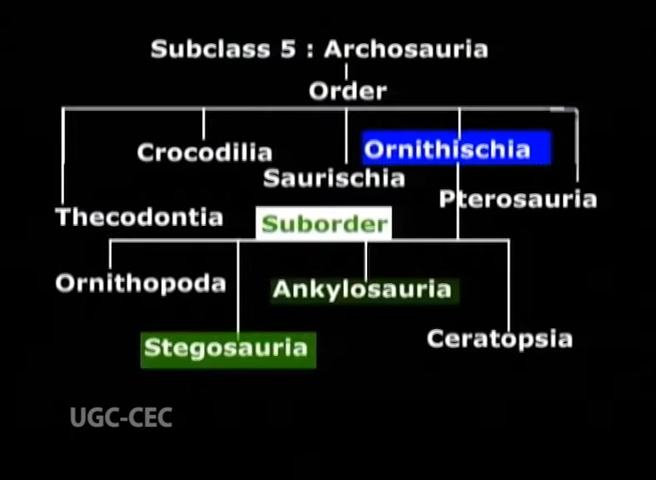 Subclass 5 : Archosauria
Order
Crocodilia
Ornithischia
Saurischia
Pterosauria
Thecodontia
Suborder
Ornithopoda
Ankylosauria
Ceratopsia
Stegosauria
UGC-CEC